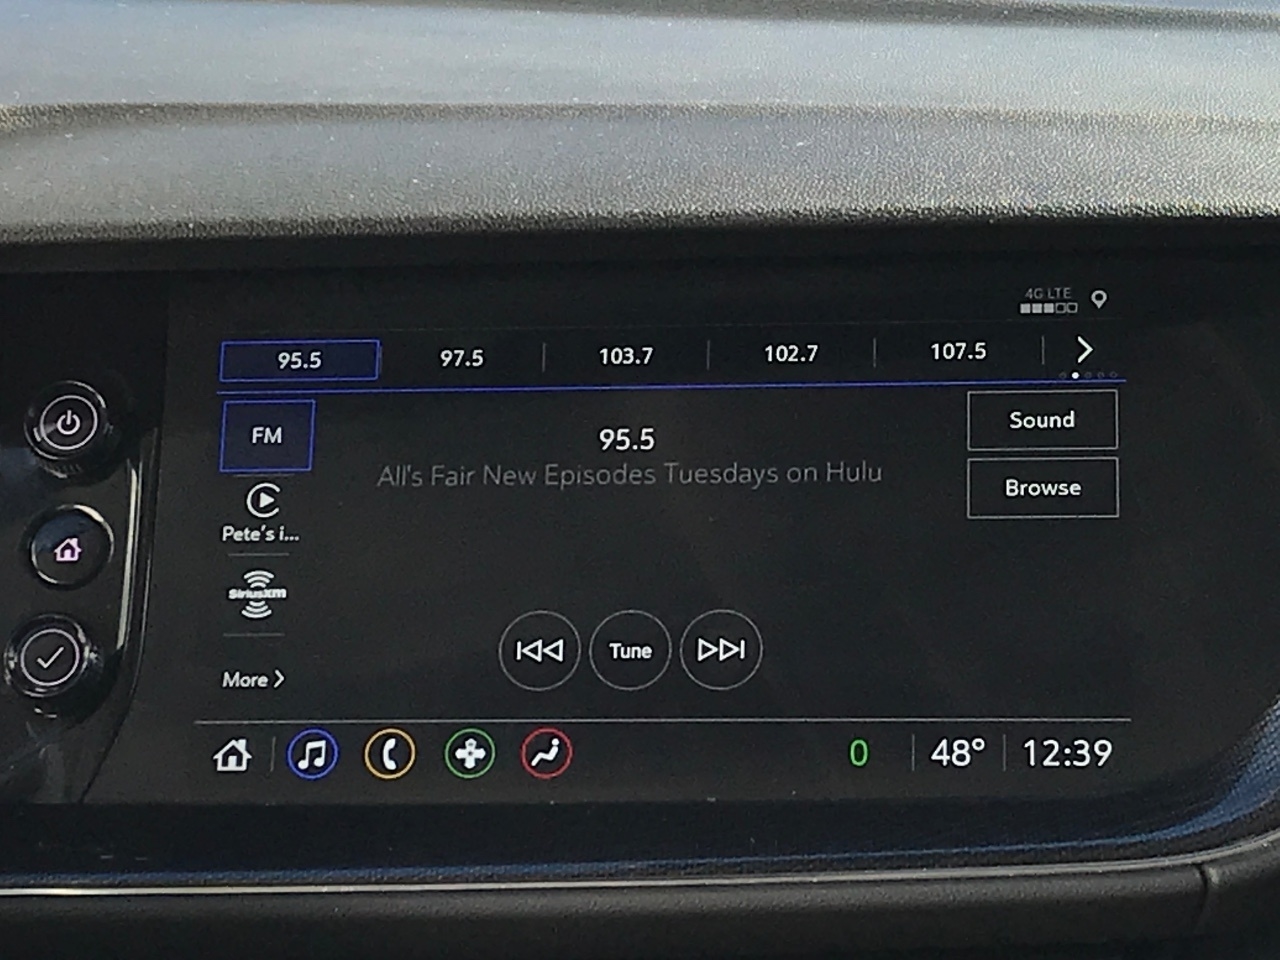 4G LTE
95.5 97.5 103.7 102.7 107.5
FM
95.5
All's Fair New Episodes Tuesdays on Hulu
Sound
Browse
Pete's i...
SiriusXM
More
Tune
0 48° 12:39